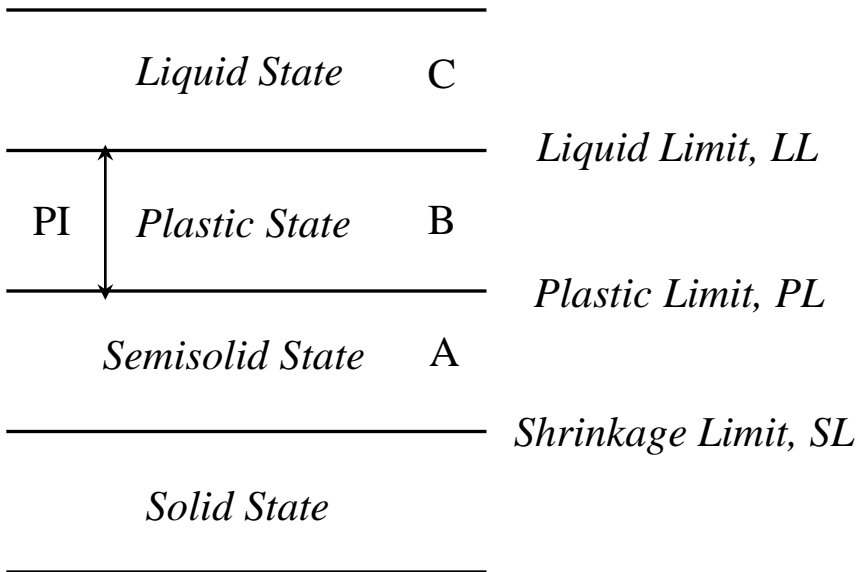 Liquid State C
Liquid Limit, LL
PI Plastic State B
Plastic Limit, PL
Semisolid State A
Shrinkage Limit, SL
Solid State